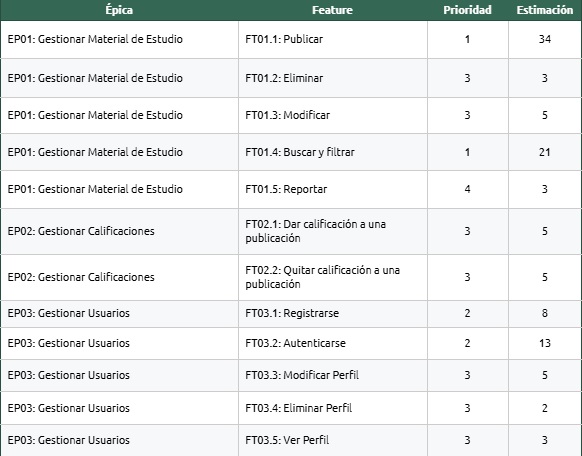 Épica Feature Prioridad Estimación
EP01: Gestionar Material de Estudio FT01.1: Publicar 1 34
EP01: Gestionar Material de Estudio FT01.2: Eliminar 3 3
EP01: Gestionar Material de Estudio FT01.3: Modificar 3 5
EP01: Gestionar Material de Estudio FT01.4: Buscar y filtrar 1 21
EP01: Gestionar Material de Estudio FT01.5: Reportar 4 3
EP02: Gestionar Calificaciones FT02.1: Dar calificación a una
publicación 3 5
EP02: Gestionar Calificaciones FT02.2: Quitar calificación a una
publicación 3 5
EP03: Gestionar Usuarios FT03.1: Registrarse 2 8
EP03: Gestionar Usuarios FT03.2: Autenticarse 2 13
EP03: Gestionar Usuarios FT03.3: Modificar Perfil 3 5
EP03: Gestionar Usuarios FT03.4: Eliminar Perfil 3 2
EP03: Gestionar Usuarios FT03.5: Ver Perfil 3 3